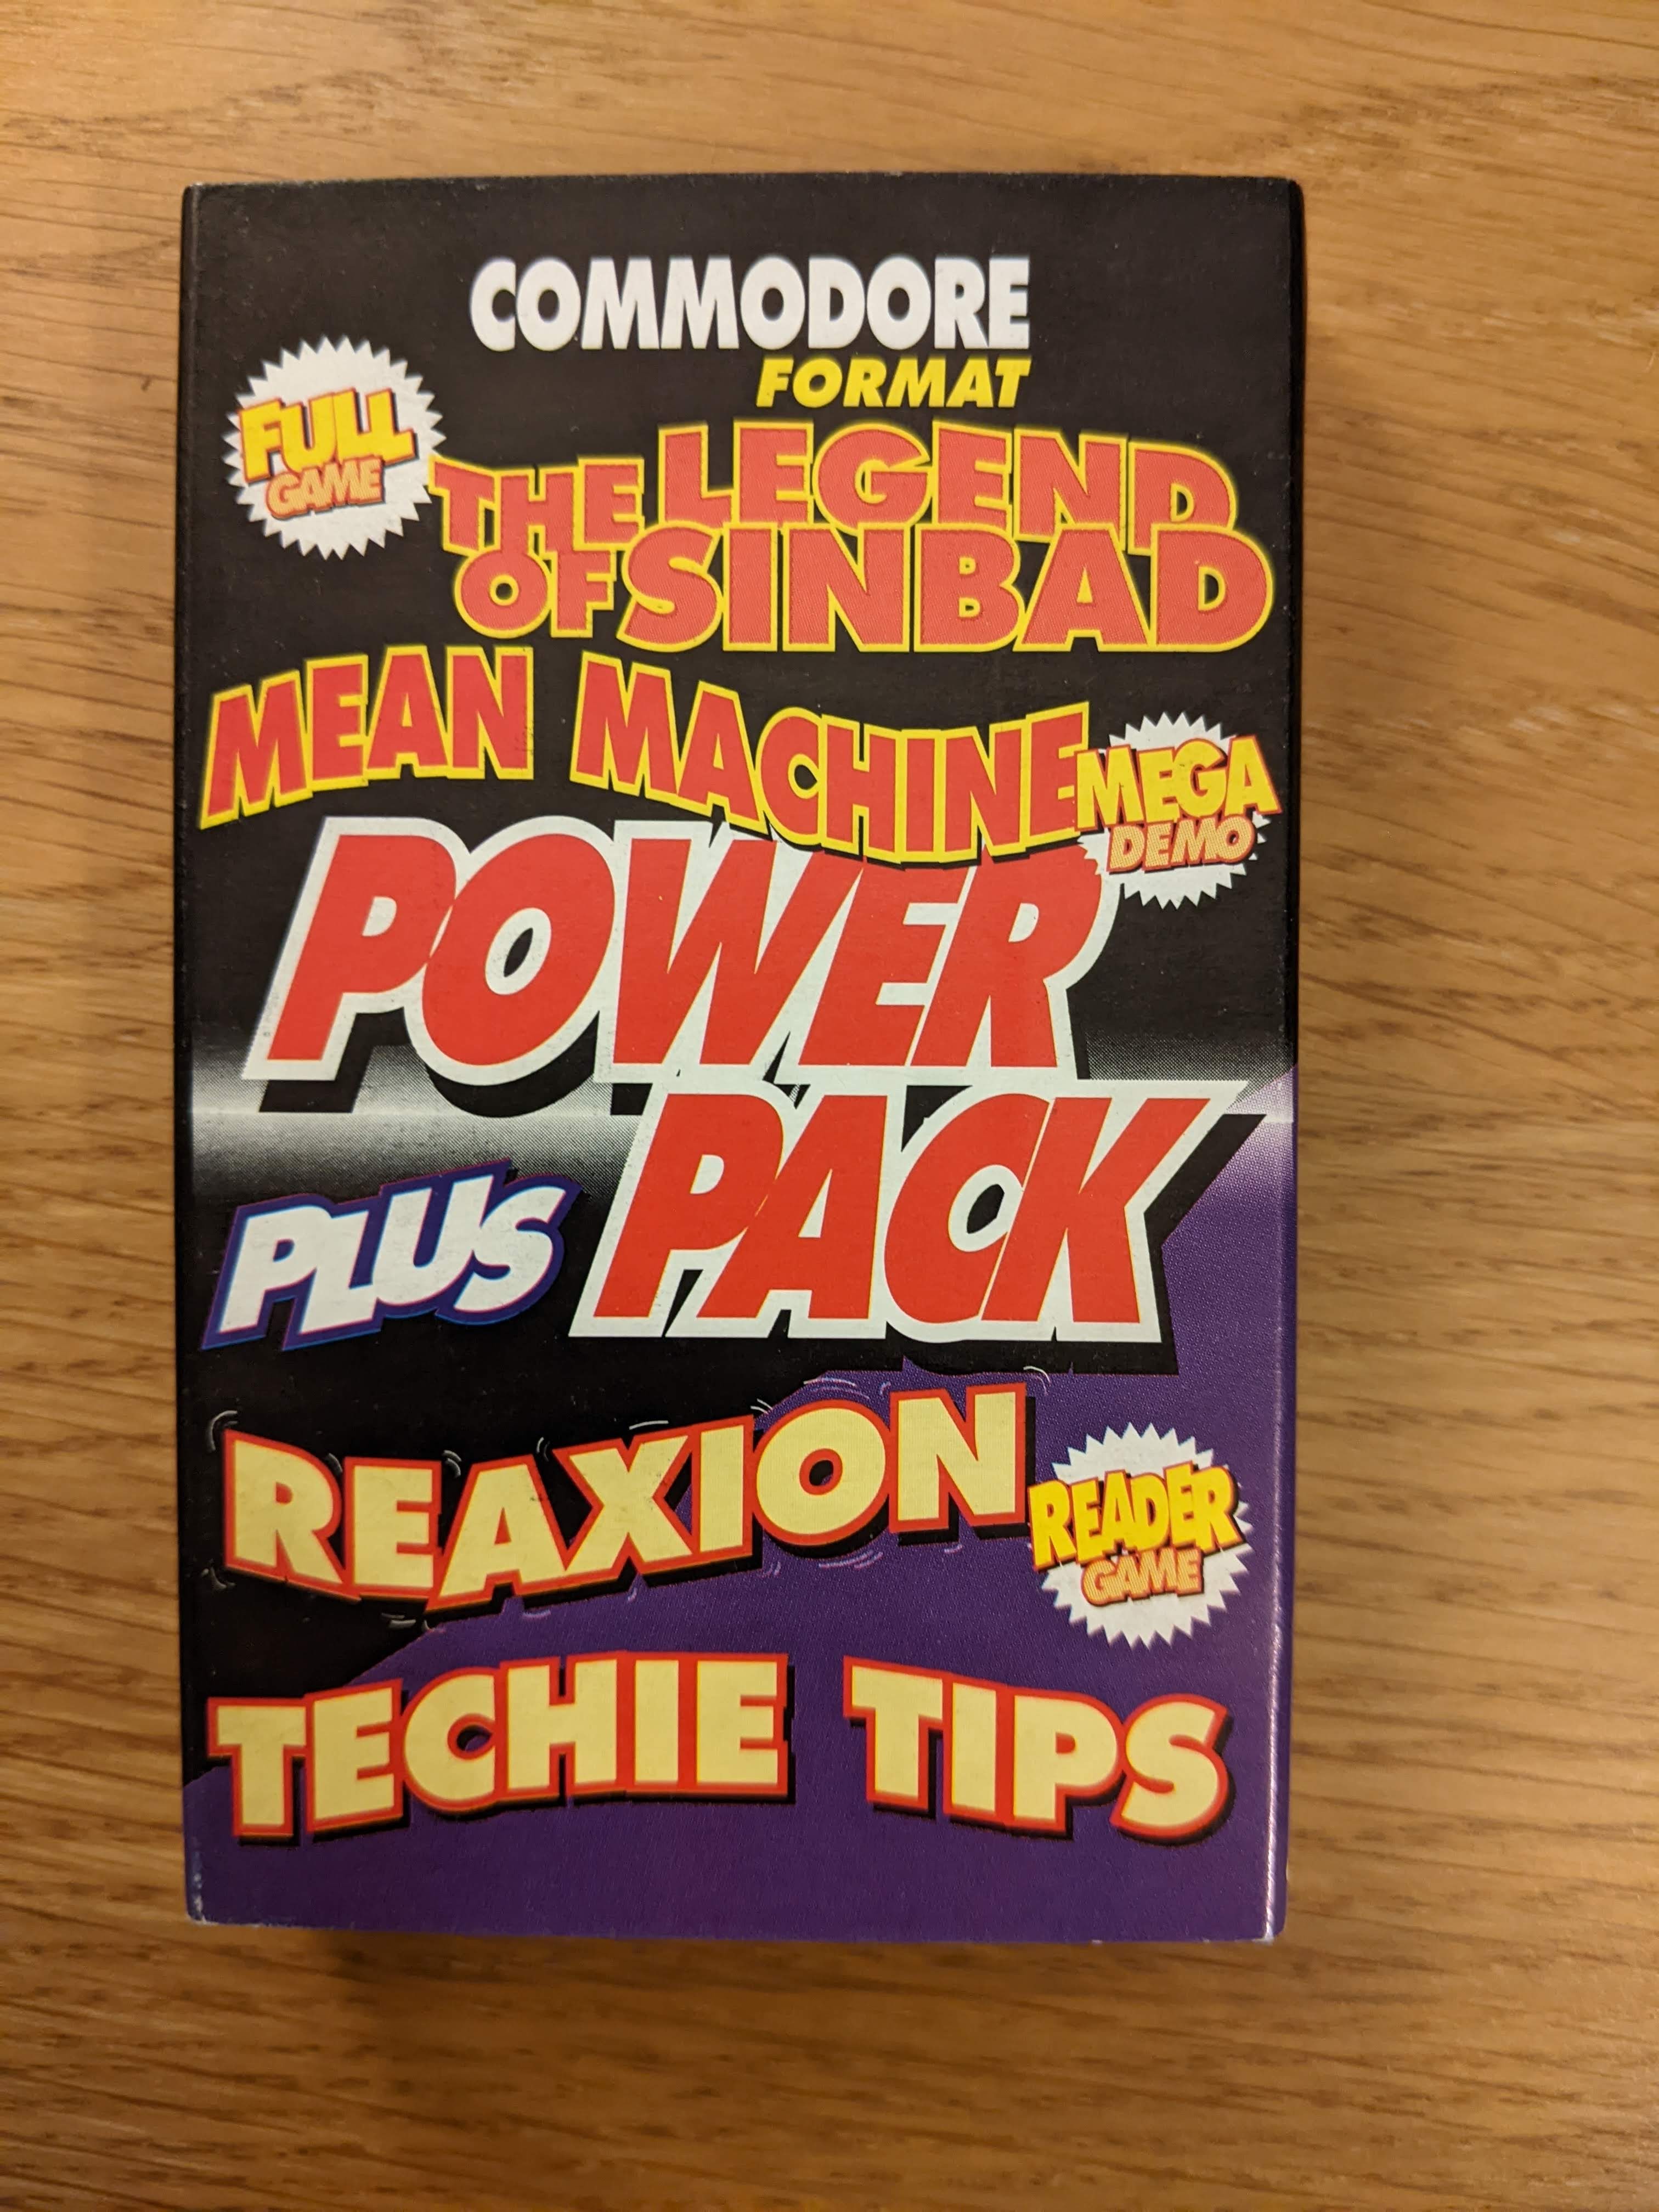 COMMODORE
FORMAT
FULL
GAME
THE LEGEND
OF SINBAD
MEAN MACHINE
MEGA
DEMO
POWER
PACK
PLUS
REAXION
READER
GAME
TECHIE TIPS